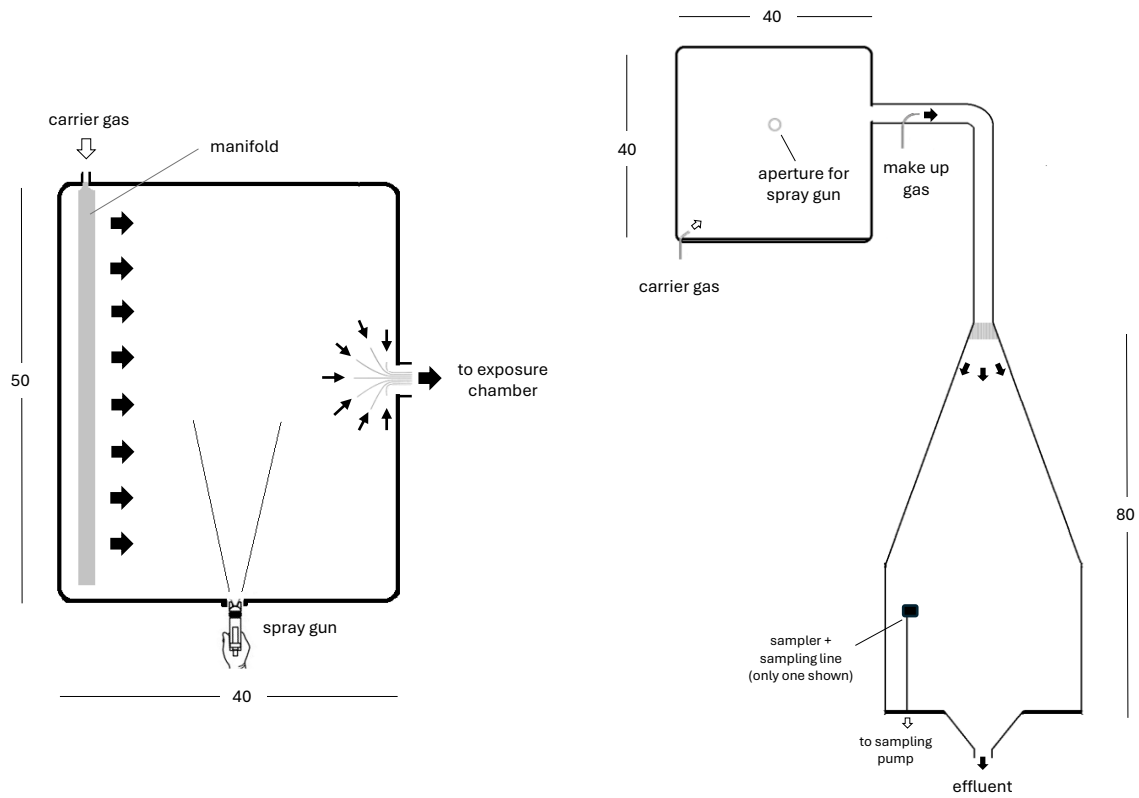 carrier gas
manifold
50
to exposure
chamber
spray gun
40
40
40
aperture for
spray gun
make up
gas
carrier gas
80
sampler +
sampling line
(only one shown)
to sampling
pump
effluent